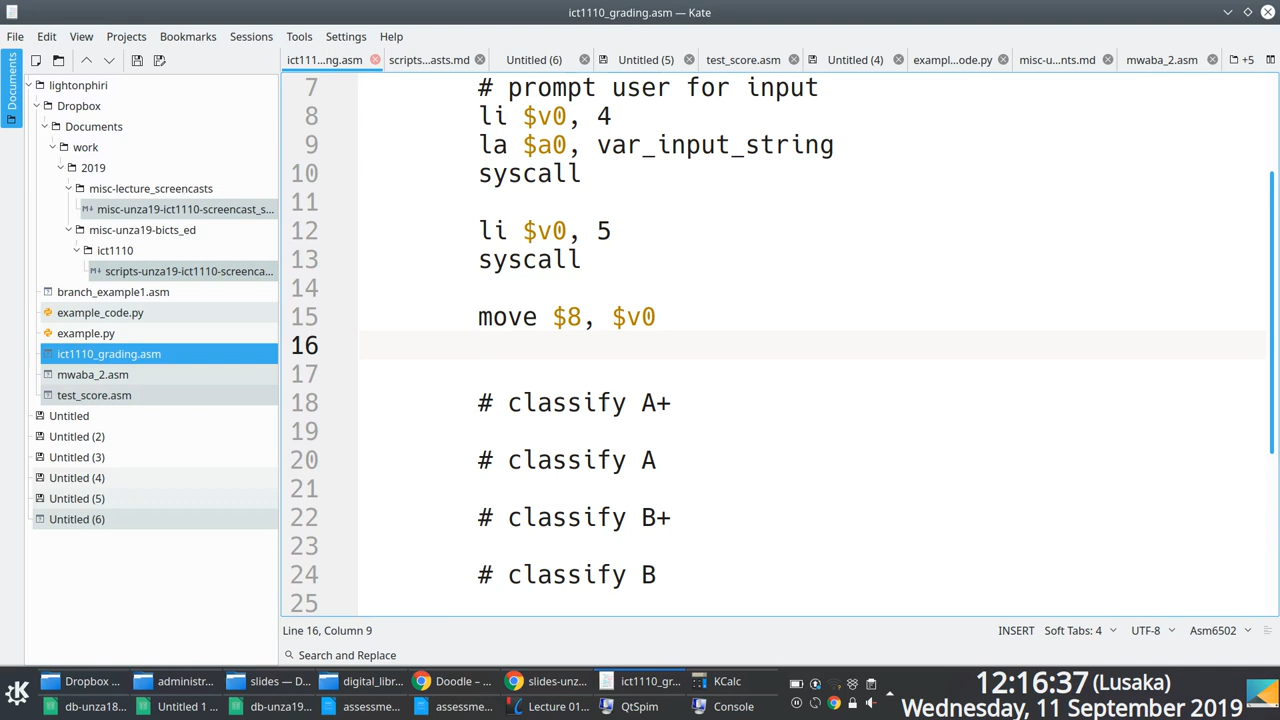 ict1110_grading.asm — Kate
File Edit View Projects Bookmarks Sessions Tools Settings Help
Documents
ict111...ng.asm scripts...asts.md Untitled (5) Untitled (6) test_score.asm Untitled (4) exampl...ode.py misc-u...nts.md mwaba_2.asm +5
lightonphiri
Dropbox
Documents
work
2019
misc-lecture_screencasts
misc-unza19-ict1110-screencast_s...
misc-unza19-bicts_ed
ict1110
scripts-unza19-ict1110-screenca...
branch_example1.asm
example_code.py
example.py
ict1110_grading.asm
mwaba_2.asm
test_score.asm
Untitled
Untitled (2)
Untitled (3)
Untitled (4)
Untitled (5)
Untitled (6)
7 # prompt user for input
8 li $v0, 4
9 la $a0, var_input_string
10 syscall
11
12 li $v0, 5
13 syscall
14
15 move $8, $v0
16
17
18 # classify A+
19
20 # classify A
21
22 # classify B+
23
24 # classify B
25
Line 16, Column 9 INSERT Soft Tabs: 4 UTF-8 Asm6502
Search and Replace
Dropbox ... administr... slides — D... digital_libr... Doodle – ... slides-unz... ict1110_gr... KCalc
db-unza18... Untitled 1 ... db-unza19... assessme... assessme... Lecture 01... QtSpim Console
12:16:37 (Lusaka)
Wednesday, 11 September 2019